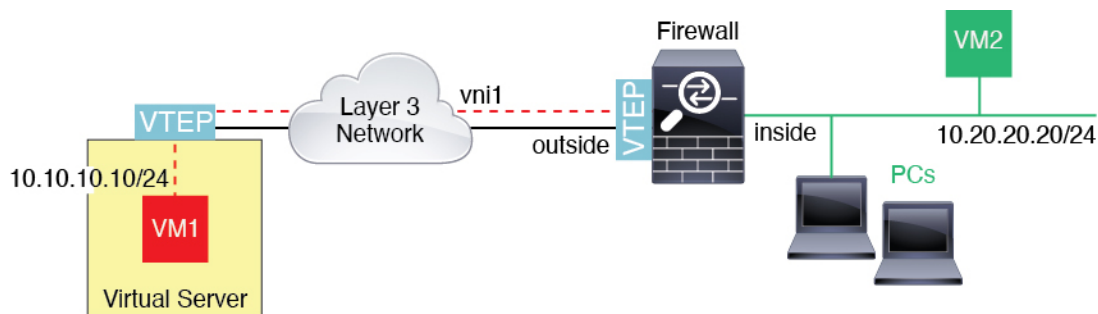 Firewall
VM2
Layer 3
Network
vni1
VTEP
VTEP
outside
inside
10.20.20.20/24
10.10.10.10/24
PCs
VM1
Virtual Server